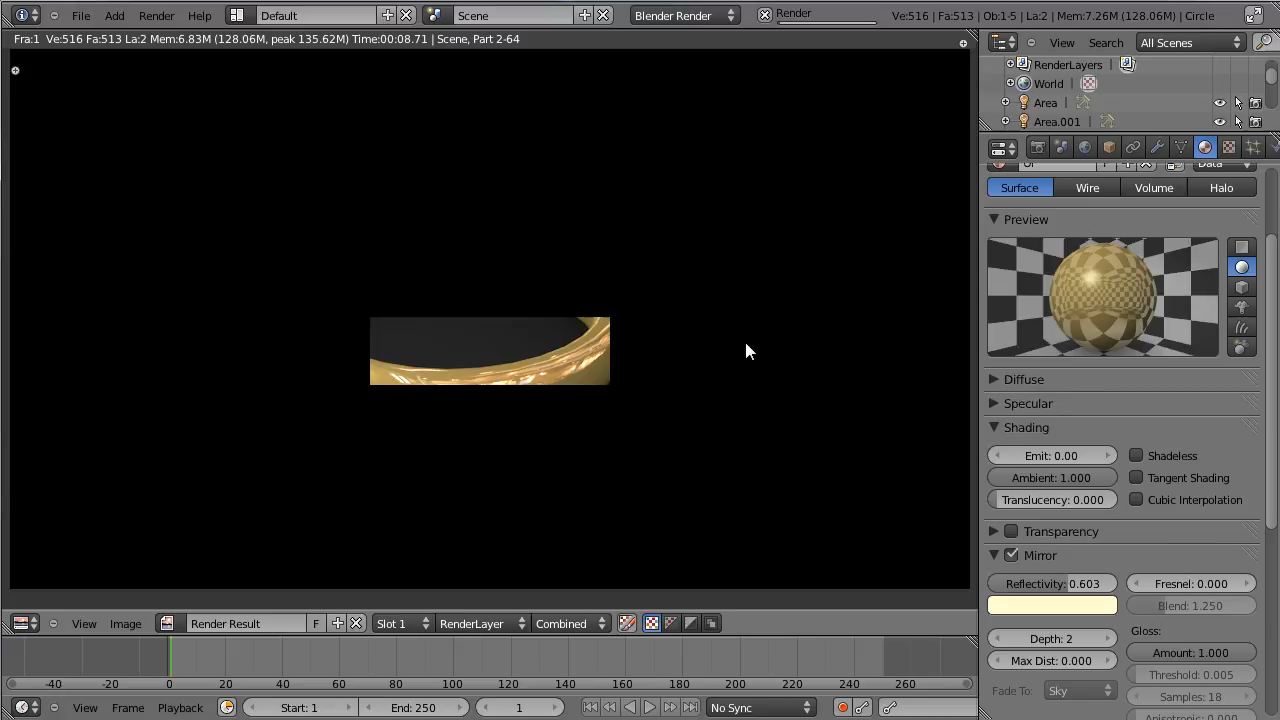 File Add Render Help Default Scene Blender Render Render Ve:516 | Fa:513 | Ob:1-5 | La:2 | Mem:7.26M (128.06M) | Circle
Fra:1 Ve:516 Fa:513 La:2 Mem:6.83M (128.06M, peak 135.62M) Time:00:08.71 | Scene, Part 2-64
View Search All Scenes
RenderLayers
World
Area
Area.001
Data
Surface Wire Volume Halo
Preview
Diffuse
Specular
Shading
Emit: 0.00 Shadeless
Ambient: 1.000 Tangent Shading
Translucency: 0.000 Cubic Interpolation
Transparency
Mirror
Reflectivity: 0.603 Fresnel: 0.000
Blend: 1.250
Depth: 2 Gloss:
Amount: 1.000
Max Dist: 0.000 Threshold: 0.005
Fade To: Sky Samples: 18
Anisotropic: 0.000
View Image Render Result F Slot 1 RenderLayer Combined
-40 -20 0 20 40 60 80 100 120 140 160 180 200 220 240 260
View Frame Playback Start: 1 End: 250 1 No Sync